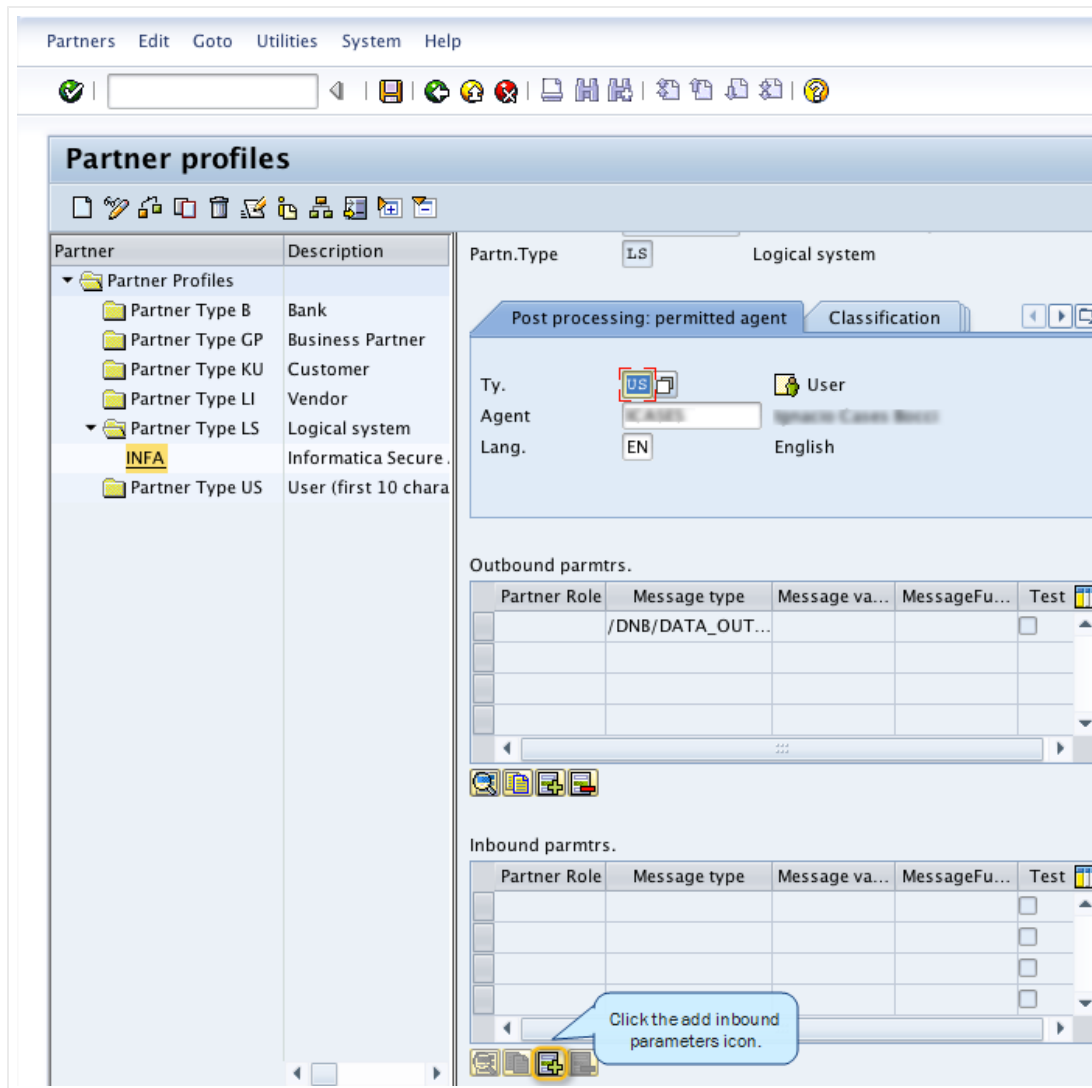 Partners Edit Goto Utilities System Help
Partner profiles
Partner Description
Partner Profiles
Partner Type B Bank
Partner Type GP Business Partner
Partner Type KU Customer
Partner Type LI Vendor
Partner Type LS Logical system
INFA Informatica Secure .
Partner Type US User (first 10 chara
Partn.Type LS Logical system
Post processing: permitted agent Classification
Ty. US User
Agent
Lang. EN English
Outbound parmtrs.
Partner Role Message type Message va... MessageFu... Test
/DNB/DATA_OUT...
Inbound parmtrs.
Partner Role Message type Message va... MessageFu... Test
Click the add inbound
parameters icon.